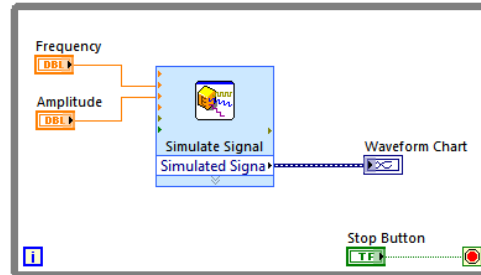 Frequency
DBL
Amplitude
DBL
Simulate Signal
Simulated Signa
Waveform Chart
Stop Button
TF
i